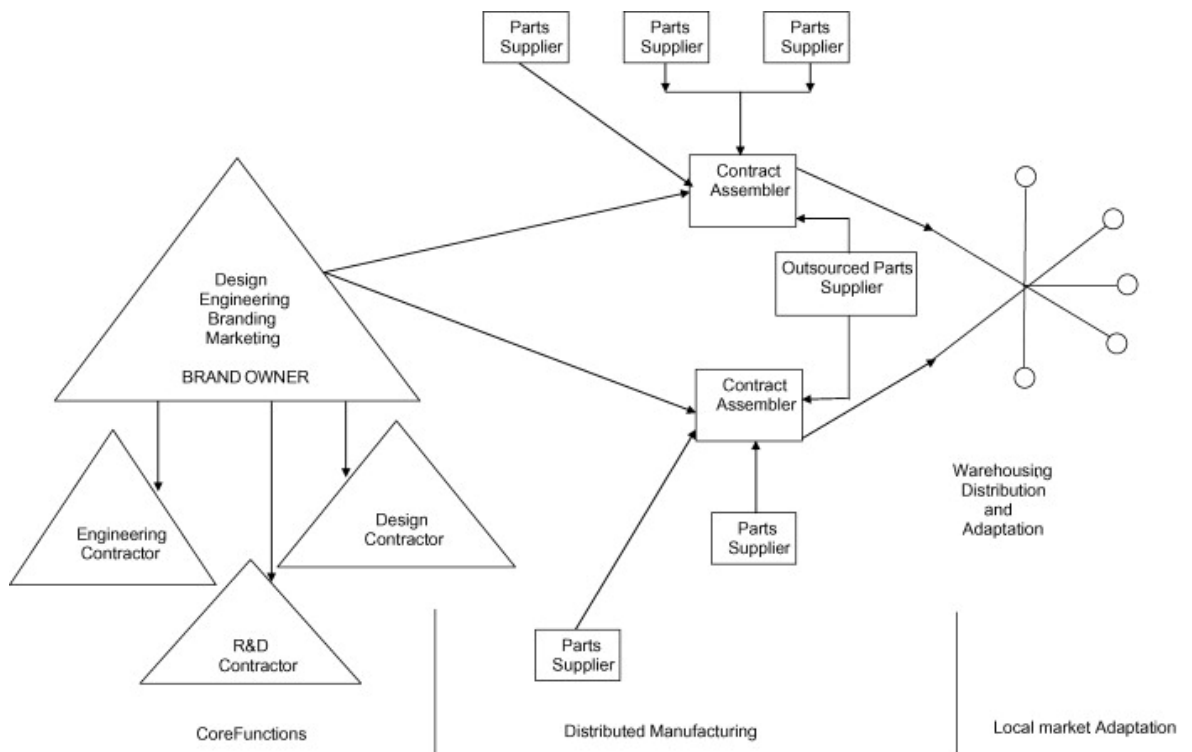 Parts
Supplier
Parts
Supplier
Parts
Supplier
Contract
Assembler
Design
Engineering
Branding
Marketing
BRAND OWNER
Outsourced Parts
Supplier
Contract
Assembler
Engineering
Contractor
Design
Contractor
R&D
Contractor
Parts
Supplier
Parts
Supplier
Warehousing
Distribution
and
Adaptation
CoreFunctions
Distributed Manufacturing
Local market Adaptation